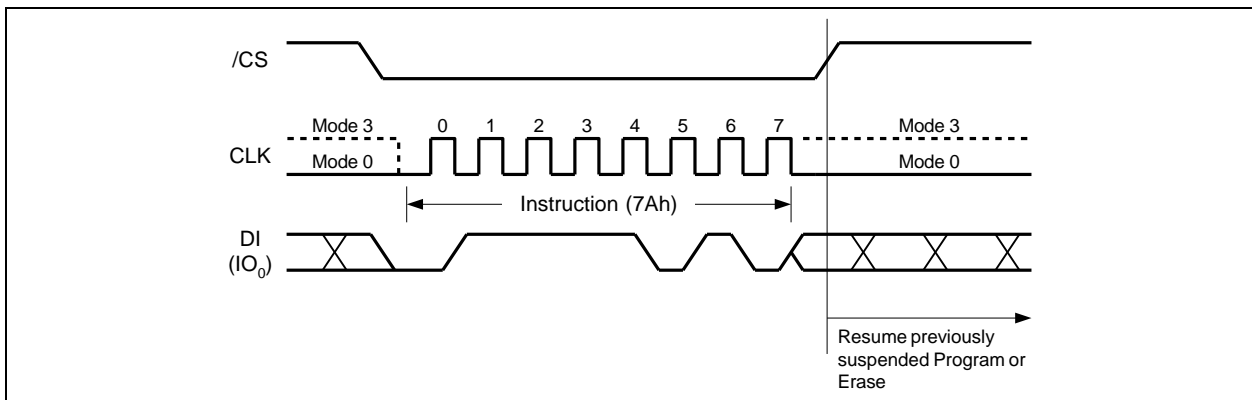 /CS
Mode 3
0 1 2 3 4 5 6 7
Mode 3
CLK
Mode 0
Mode 0
Instruction (7Ah)
DI
(IO0)
Resume previously
suspended Program or
Erase